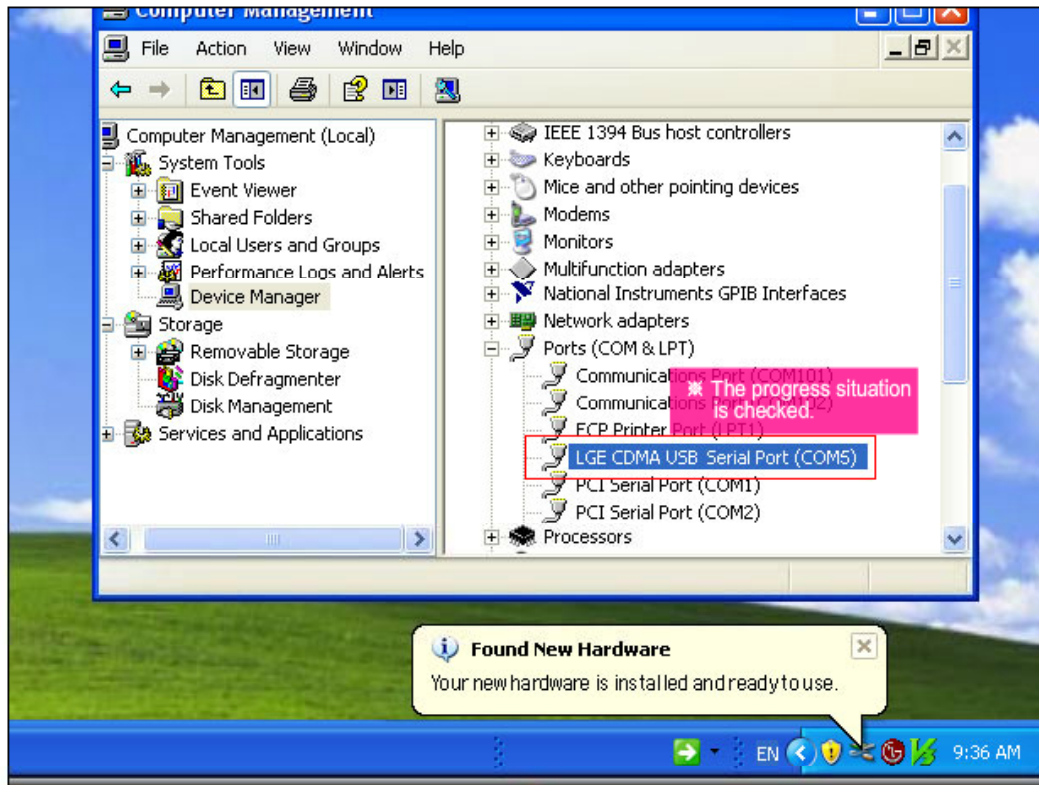 Computer Management
File Action View Window Help
Computer Management (Local)
System Tools
Event Viewer
Shared Folders
Local Users and Groups
Performance Logs and Alerts
Device Manager
Storage
Removable Storage
Disk Defragmenter
Disk Management
Services and Applications
IEEE 1394 Bus host controllers
Keyboards
Mice and other pointing devices
Modems
Monitors
Multifunction adapters
National Instruments GPIB Interfaces
Network adapters
Ports (COM & LPT)
Communications Port (COM101)
Communications Port (COM102)
ECP Printer Port (LPT1)
LGE CDMA USB Serial Port (COM5)
PCI Serial Port (COM1)
PCI Serial Port (COM2)
Processors
※ The progress situation
is checked.
Found New Hardware
Your new hardware is installed and ready to use.
EN 9:36 AM